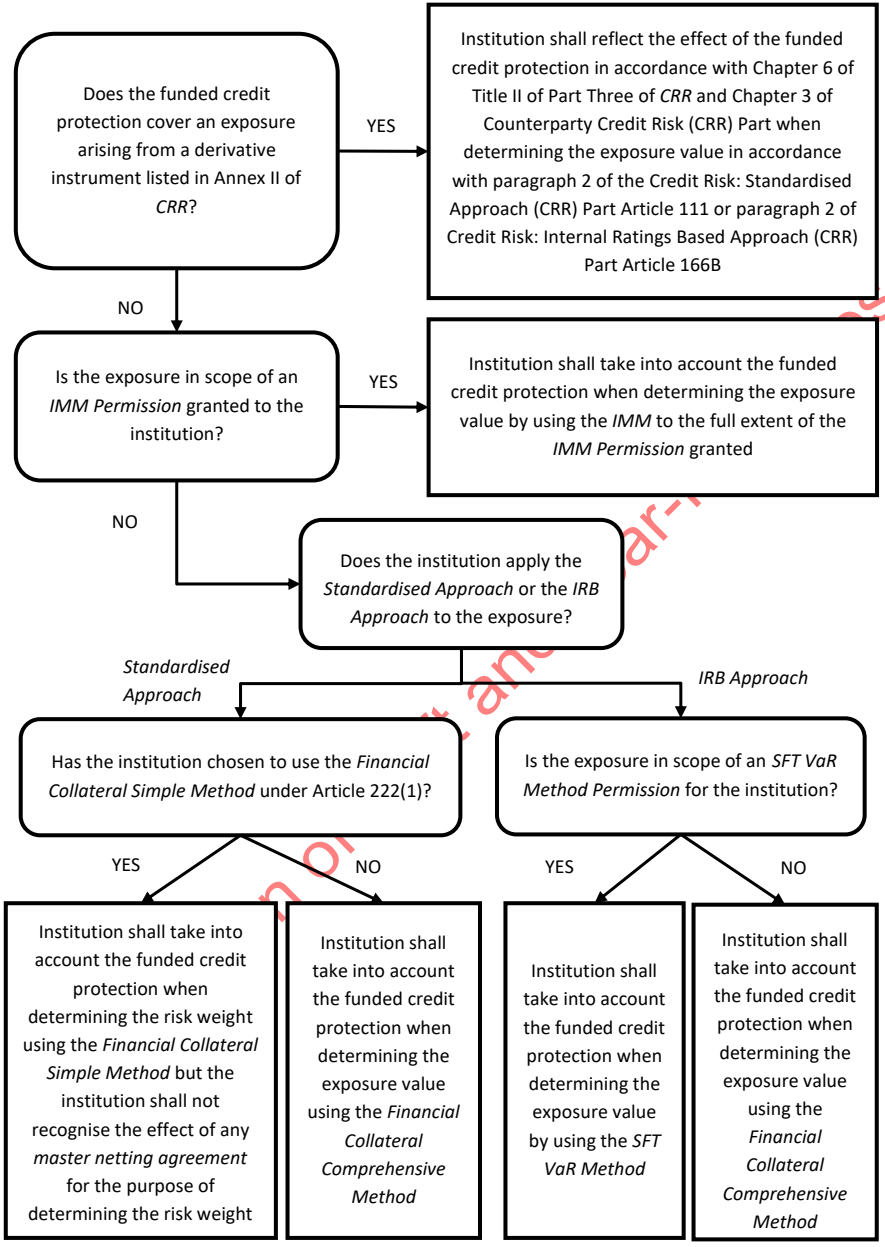 Does the funded credit
protection cover an exposure
arising from a derivative
instrument listed in Annex II of
CRR?
YES
Institution shall reflect the effect of the funded
credit protection in accordance with Chapter 6 of
Title II of Part Three of CRR and Chapter 3 of
Counterparty Credit Risk (CRR) Part when
determining the exposure value in accordance
with paragraph 2 of the Credit Risk: Standardised
Approach (CRR) Part Article 111 or paragraph 2 of
Credit Risk: Internal Ratings Based Approach (CRR)
Part Article 166B
NO
Is the exposure in scope of an
IMM Permission granted to the
institution?
YES
Institution shall take into account the funded
credit protection when determining the exposure
value by using the IMM to the full extent of the
IMM Permission granted
NO
Does the institution apply the
Standardised Approach or the IRB
Approach to the exposure?
Standardised
Approach
IRB Approach
Has the institution chosen to use the Financial
Collateral Simple Method under Article 222(1)?
Is the exposure in scope of an SFT VaR
Method Permission for the institution?
YES
NO
YES
NO
Institution shall take into
account the funded credit
protection when
determining the risk weight
using the Financial Collateral
Simple Method but the
institution shall not
recognise the effect of any
master netting agreement
for the purpose of
determining the risk weight
Institution shall
take into account
the funded credit
protection when
determining the
exposure value
using the Financial
Collateral
Comprehensive
Method
Institution shall
take into account
the funded credit
protection when
determining the
exposure value
by using the SFT
VaR Method
Institution shall
take into account
the funded credit
protection when
determining the
exposure value
using the
Financial
Collateral
Comprehensive
Method